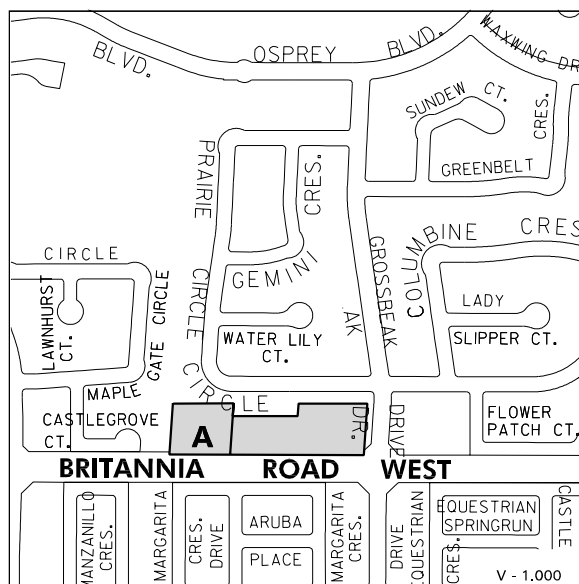 BLVD.
OSPREY
BLVD.
WAXWING DR
SUNDEW CT.
CRES.
GREENBELT
PRAIRIE
CIRCLE
CRES.
GEMINI
GROSSBEAK
DRIVE
COLUMBINE CRES
CIRCLE
LAWNHURST
CT.
MAPLE GATE CIRCLE
WATER LILY
CT.
AK
DR.
LADY
SLIPPER CT.
CIRCLE
CASTLEGROVE
CT.
A
FLOWER
PATCH CT.
BRITANNIA ROAD WEST
MANZANILLO
CRES.
MARGARITA
CRES.
DRIVE
ARUBA
PLACE
MARGARITA
CRES.
DRIVE
EQUESTRIAN
EQUESTRIAN
SPRINGRUN
CRES.
CASTLE
V - 1.000